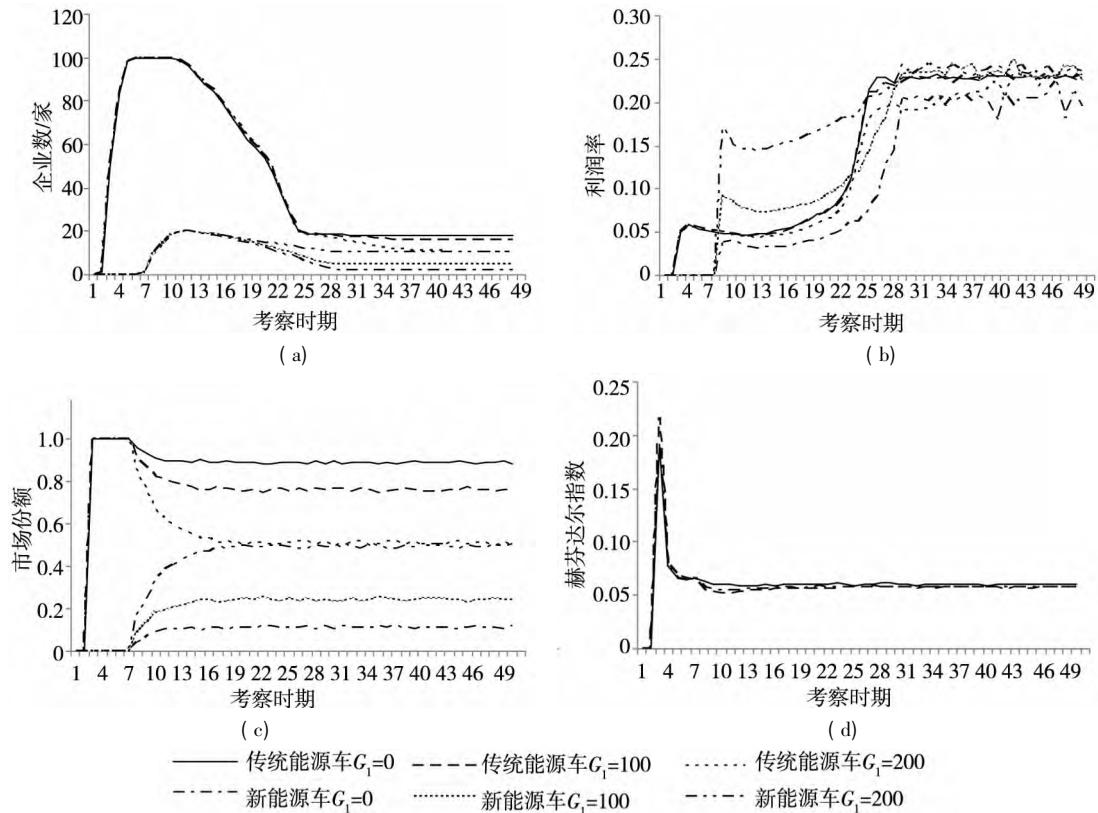 120
100
80
60
40
20
0
企业数/家
1 4 7 10 13 16 19 22 25 28 31 34 37 40 43 46 49
考察时期
( a)
0.30
0.25
0.20
0.15
0.10
0.05
0
利润率
1 4 7 10 13 16 19 22 25 28 31 34 37 40 43 46 49
考察时期
( b)
1.0
0.8
0.6
0.4
0.2
0
市场份额
1 4 7 10 13 16 19 22 25 28 31 34 37 40 43 46 49
考察时期
( c)
0.25
0.20
0.15
0.10
0.05
0
赫芬达尔指数
1 4 7 10 13 16 19 22 25 28 31 34 37 40 43 46 49
考察时期
( d)
传统能源车G₁=0 传统能源车G₁=100 传统能源车G₁=200
新能源车G₁=0 新能源车G₁=100 新能源车G₁=200